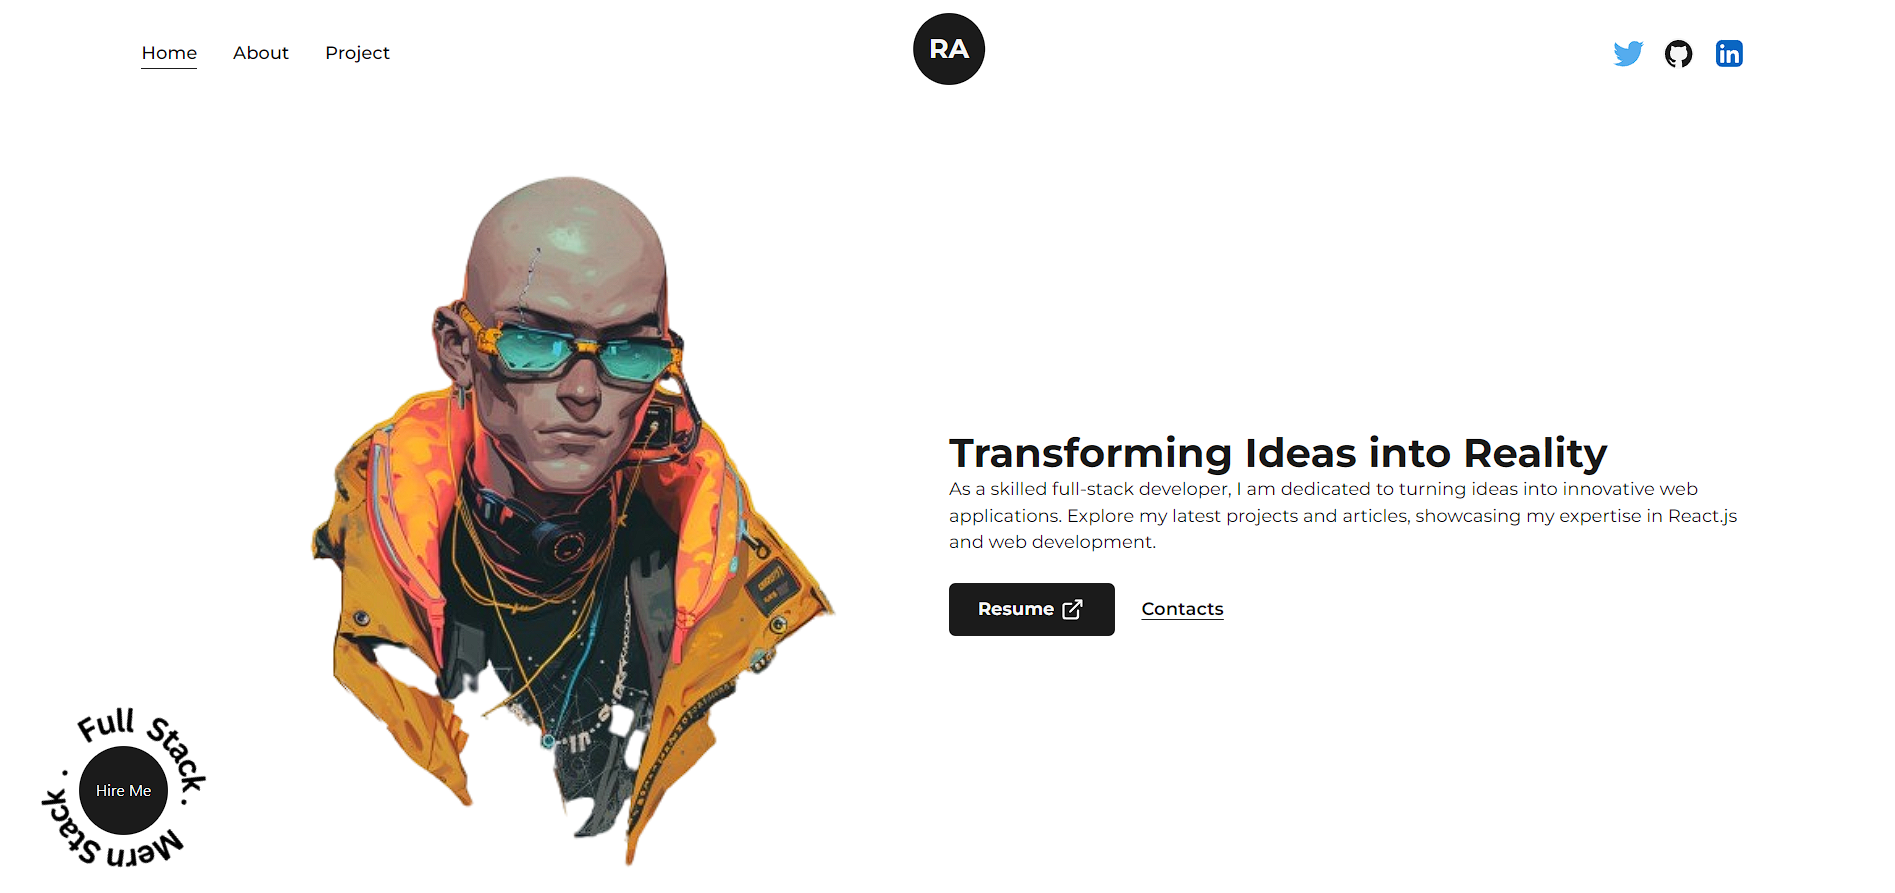 Home About Project
RA
in
Transforming Ideas into Reality
As a skilled full-stack developer, I am dedicated to turning ideas into innovative web
applications. Explore my latest projects and articles, showcasing my expertise in React.js
and web development.
Resume
Contacts
Full Stack . Mern Stack .
Hire Me